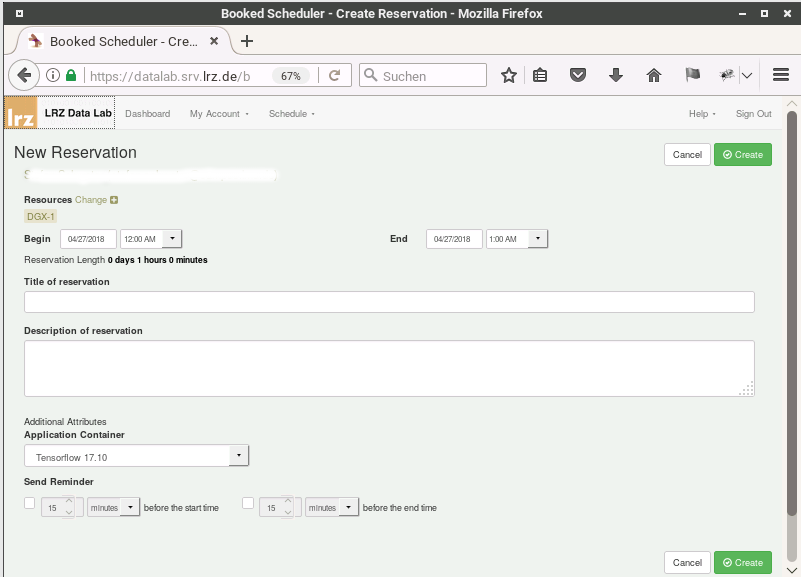 Booked Scheduler - Create Reservation - Mozilla Firefox
Booked Scheduler - Cre...
https://datalab.srv.lrz.de/b 67% Suchen
lrz LRZ Data Lab Dashboard My Account Schedule Help Sign Out
New Reservation Cancel Create
Resources Change
DGX-1
Begin 04/27/2018 12:00 AM End 04/27/2018 1:00 AM
Reservation Length 0 days 1 hours 0 minutes
Title of reservation
Description of reservation
Additional Attributes
Application Container
Tensorflow 17.10
Send Reminder
15 minutes before the start time 15 minutes before the end time
Cancel Create